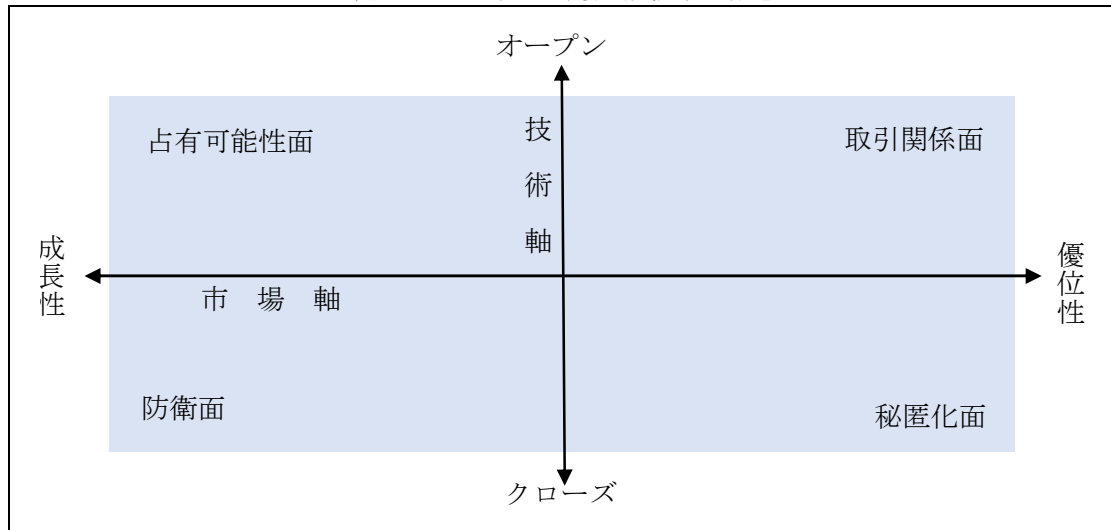 オープン
占有可能性面
技術軸
取引関係面
成長性
優位性
市場軸
防衛面
秘匿化面
クローズ